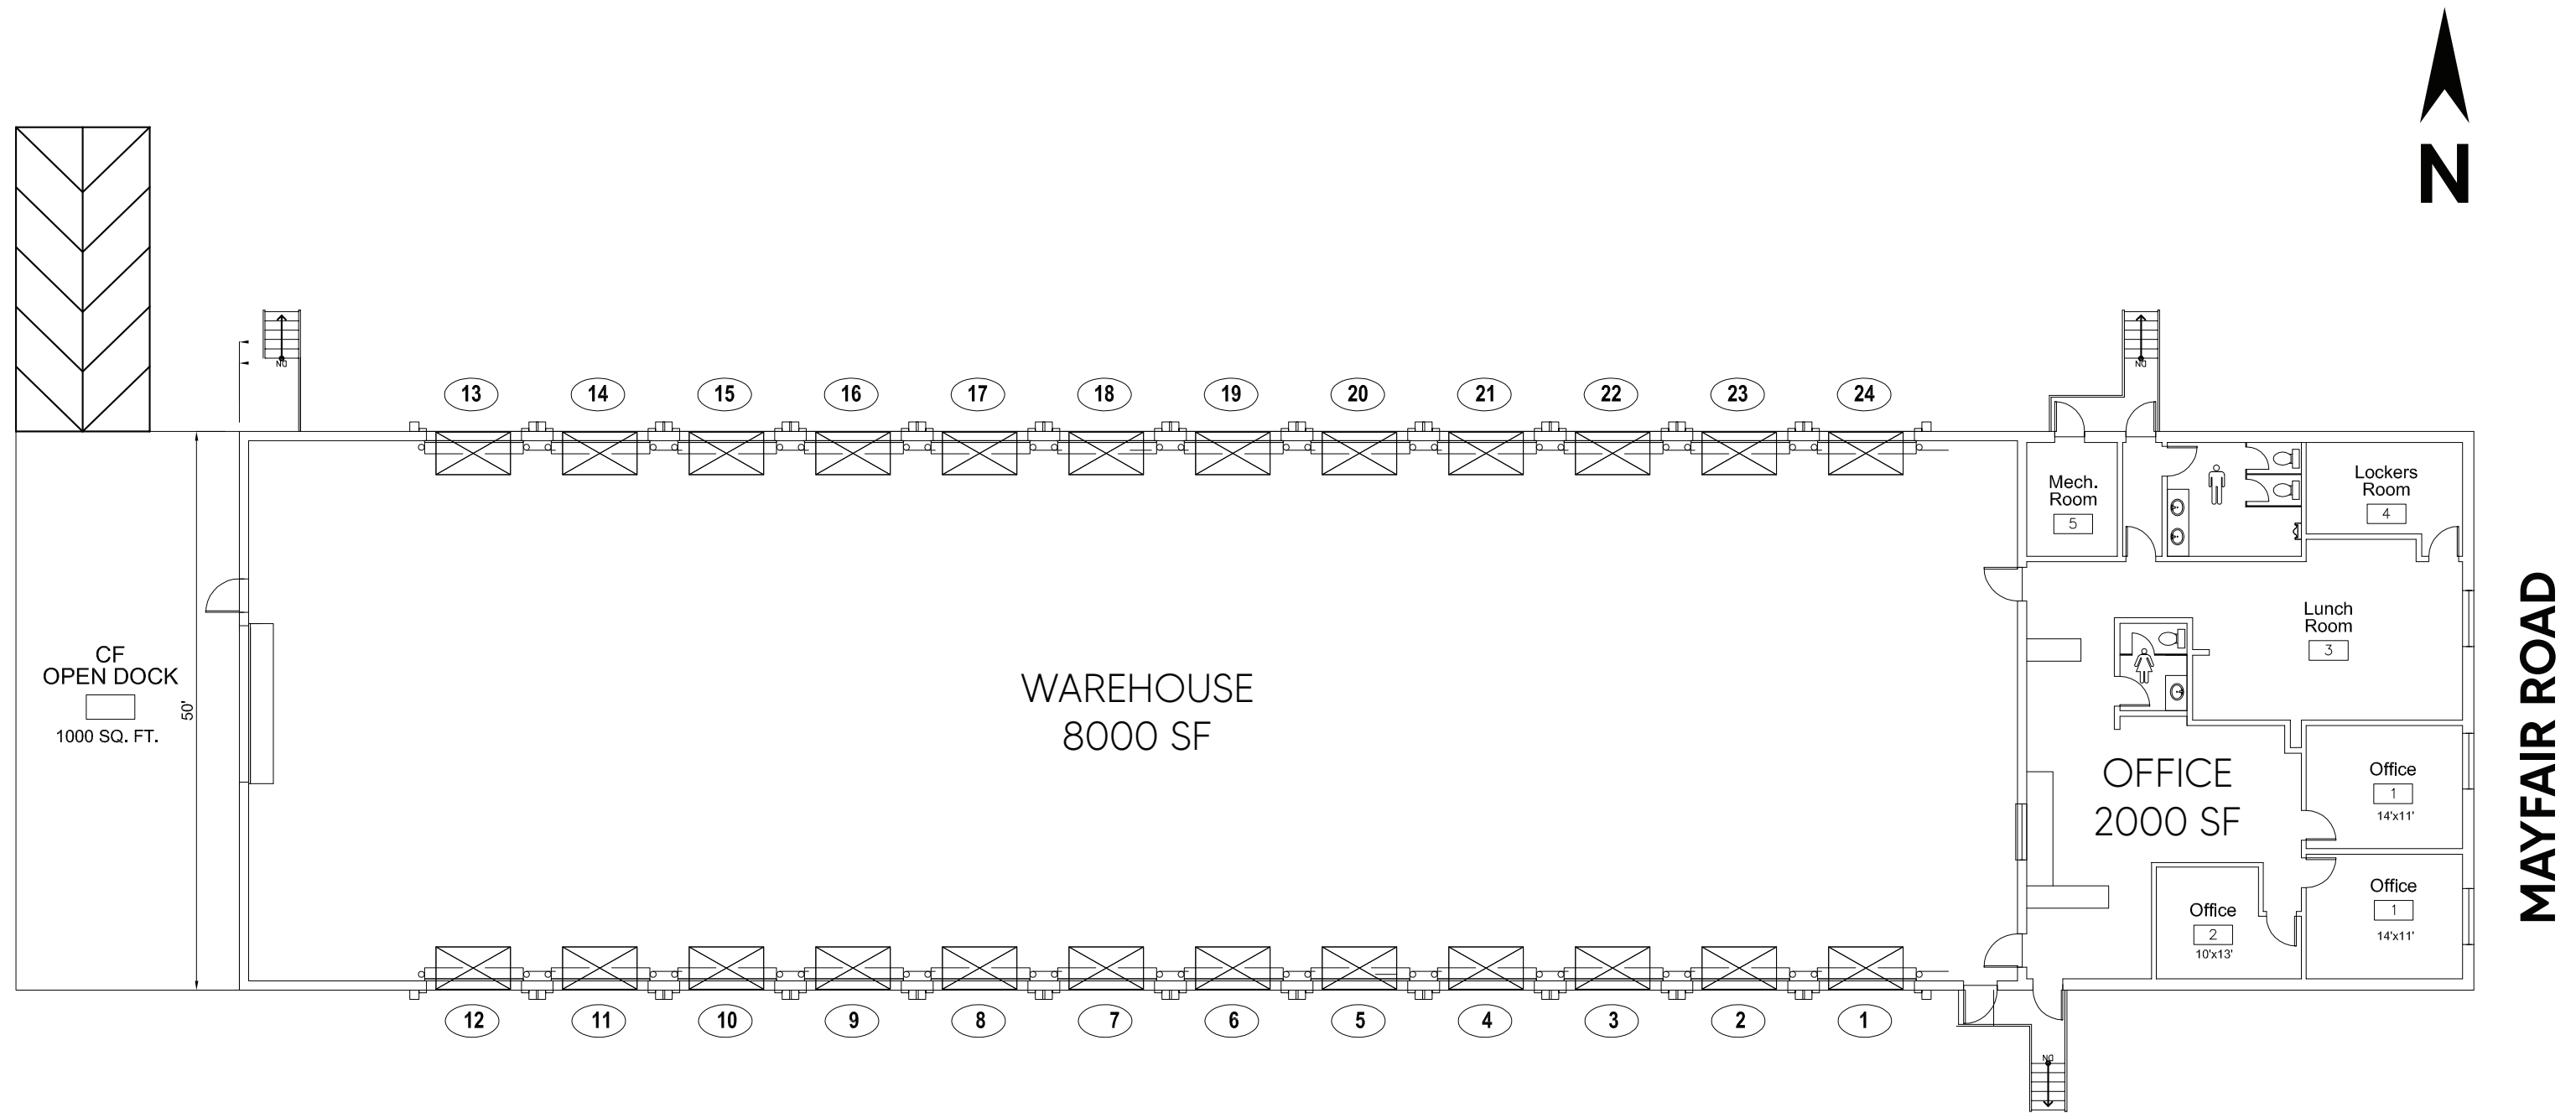 N
DN
DN
13
14
15
16
17
18
19
20
21
22
23
24
Mech.
Room
5
Lockers
Room
4
Lunch
Room
3
CF
OPEN DOCK
1000 SQ. FT.
50'
WAREHOUSE
8000 SF
OFFICE
2000 SF
Office
1
14'x11'
Office
1
14'x11'
Office
2
10'x13'
MAYFAIR ROAD
12
11
10
9
8
7
6
5
4
3
2
1
DN